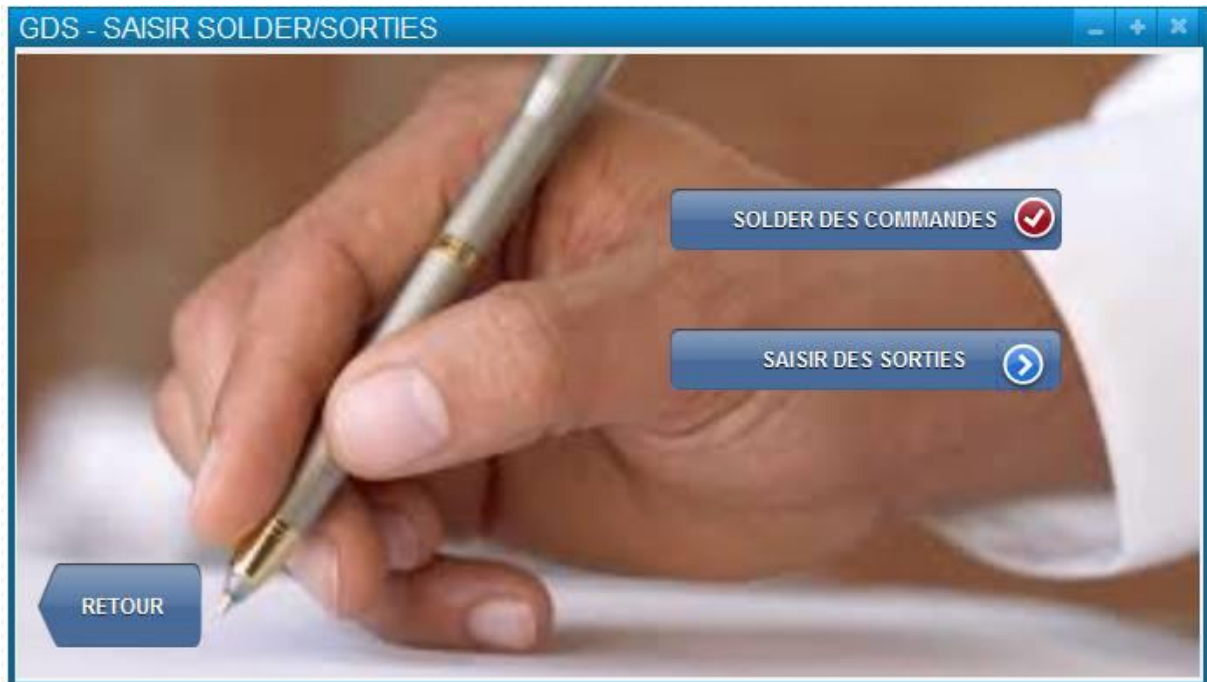 GDS - SAISIR SOLDER/SORTIES
SOLDER DES COMMANDES
SAISIR DES SORTIES
RETOUR